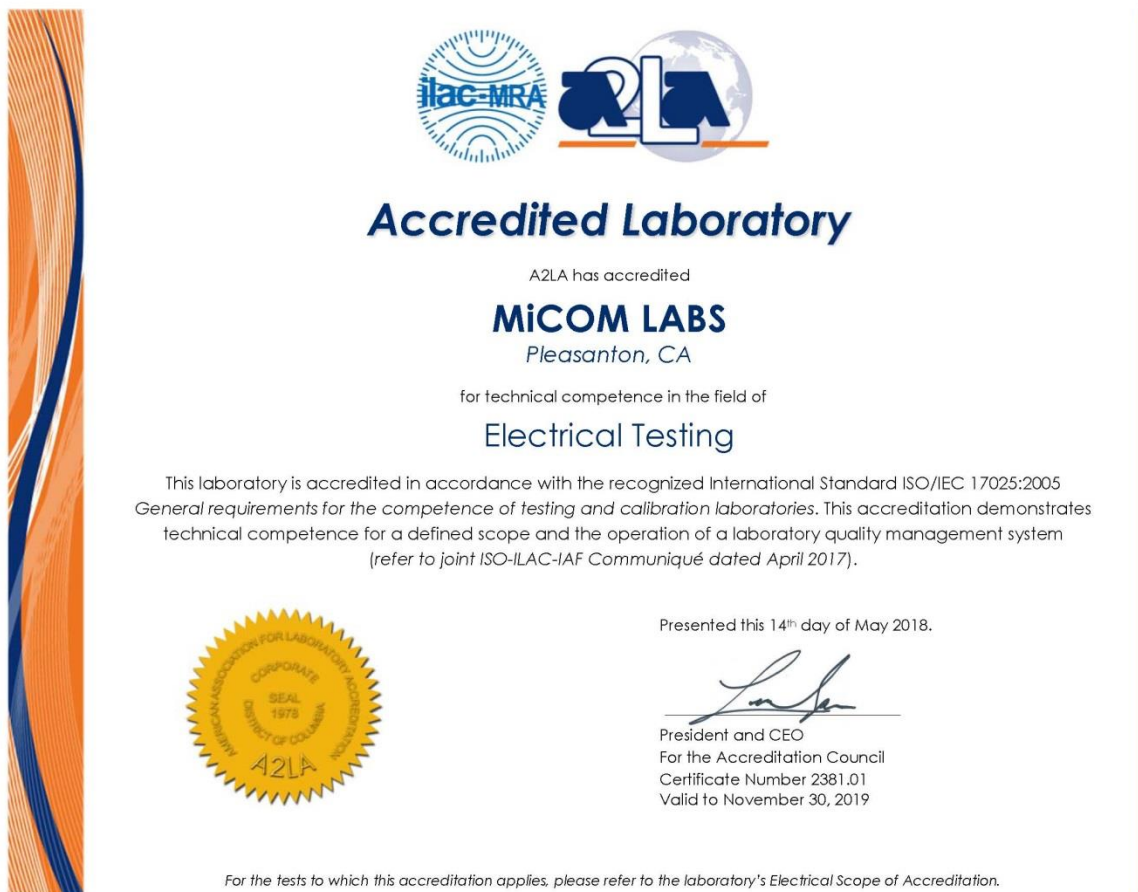 ilac-MRA
A2LA
Accredited Laboratory
A2LA has accredited
MiCOM LABS
Pleasanton, CA
for technical competence in the field of
Electrical Testing
This laboratory is accredited in accordance with the recognized International Standard ISO/IEC 17025:2005
General requirements for the competence of testing and calibration laboratories. This accreditation demonstrates
technical competence for a defined scope and the operation of a laboratory quality management system
(refer to joint ISO-ILAC-IAF Communiqué dated April 2017).
AMERICAN ASSOCIATION FOR LABORATORY ACCREDITATION
CORPORATE
SEAL
1978
DISTRICT OF COLUMBIA
A2LA
Presented this 14th day of May 2018.
President and CEO
For the Accreditation Council
Certificate Number 2381.01
Valid to November 30, 2019
For the tests to which this accreditation applies, please refer to the laboratory's Electrical Scope of Accreditation.